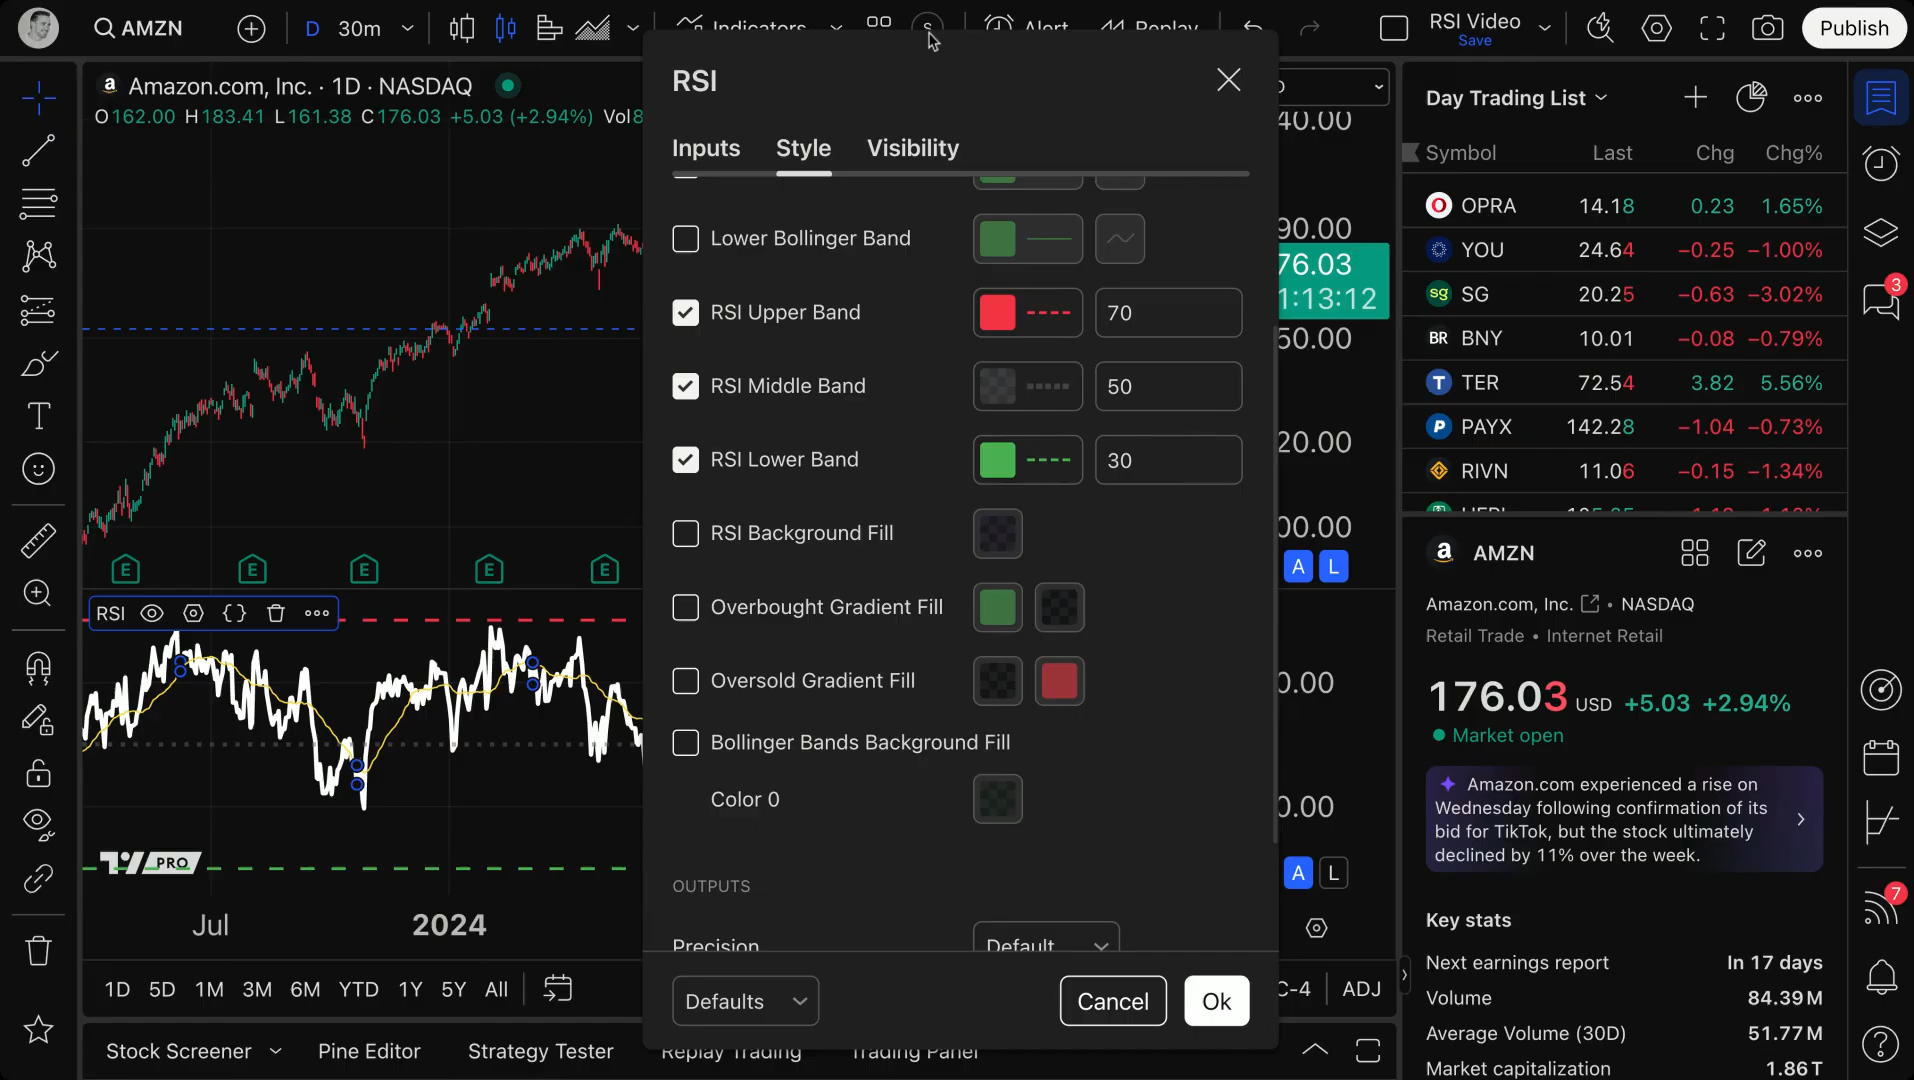 AMZN
D
30m
Indicators
S
Alert
Replay
RSI Video
Save
Publish
a Amazon.com, Inc. · 1D · NASDAQ
O162.00 H183.41 L161.38 C176.03 +5.03 (+2.94%) Vol8
E
E
E
E
E
RSI
PRO
Jul
2024
1D 5D 1M 3M 6M YTD 1Y 5Y All
Stock Screener
Pine Editor
Strategy Tester
Replay Trading
Trading Panel
RSI
Inputs
Style
Visibility
Lower Bollinger Band
RSI Upper Band
70
RSI Middle Band
50
RSI Lower Band
30
RSI Background Fill
Overbought Gradient Fill
Oversold Gradient Fill
Bollinger Bands Background Fill
Color 0
OUTPUTS
Precision
Default
Defaults
Cancel
Ok
40.00
90.00
76.03
1:13:12
50.00
20.00
00.00
A L
0.00
0.00
A L
C-4
ADJ
Day Trading List
Symbol Last Chg Chg%
OPRA 14.18 0.23 1.65%
YOU 24.64 −0.25 −1.00%
sg SG 20.25 −0.63 −3.02%
BR BNY 10.01 −0.08 −0.79%
T TER 72.54 3.82 5.56%
P PAYX 142.28 −1.04 −0.73%
RIVN 11.06 −0.15 −1.34%
a AMZN
Amazon.com, Inc. • NASDAQ
Retail Trade • Internet Retail
176.03 USD +5.03 +2.94%
Market open
Amazon.com experienced a rise on
Wednesday following confirmation of its
bid for TikTok, but the stock ultimately
declined by 11% over the week.
Key stats
Next earnings report In 17 days
Volume 84.39M
Average Volume (30D) 51.77M
Market capitalization 1.86T
3
7